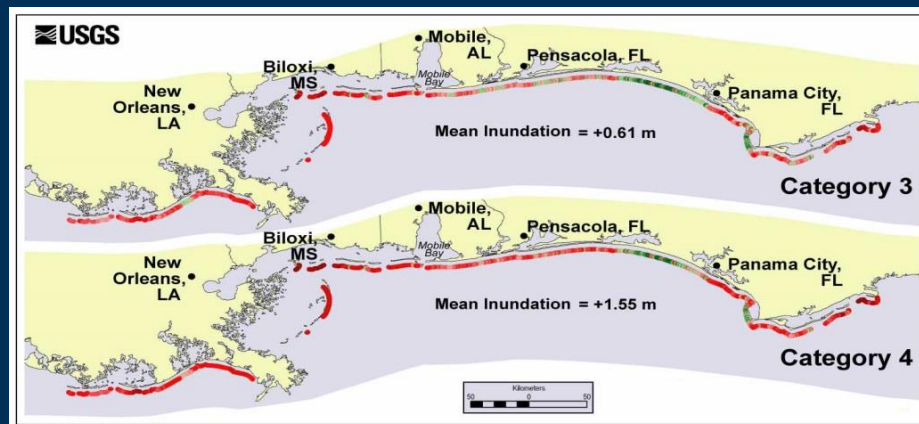 USGS
Mobile,
AL
Pensacola, FL
Biloxi,
MS
Mobile
Bay
New
Orleans,
LA
Panama City,
FL
Mean Inundation = +0.61 m
Category 3
Mobile,
AL
Pensacola, FL
Biloxi,
MS
Mobile
Bay
New
Orleans,
LA
Panama City,
FL
Mean Inundation = +1.55 m
Category 4
Kilometers
50 0 50